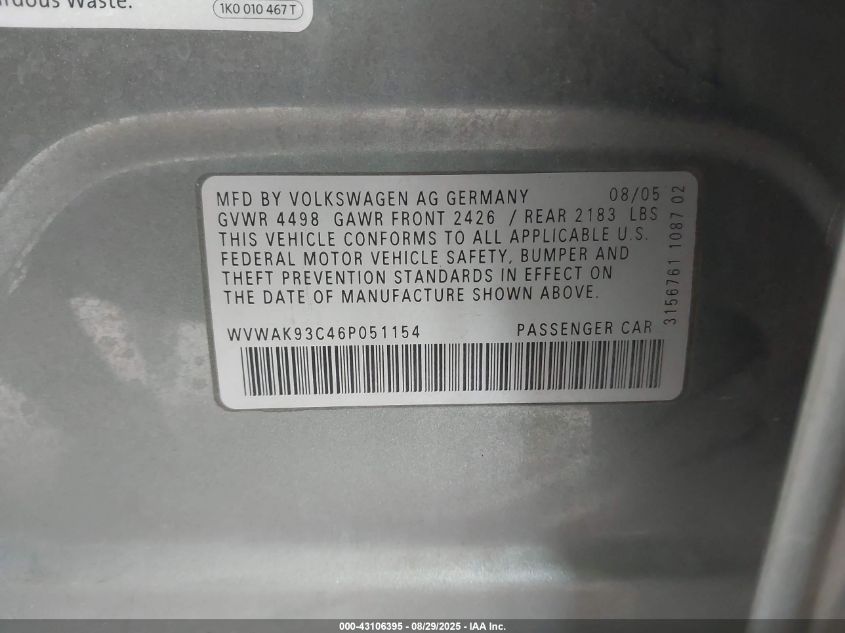 Waste.
1K0 010 467 T
MFD BY VOLKSWAGEN AG GERMANY 08/05
GVWR 4498 GAWR FRONT 2426 / REAR 2183 LBS
THIS VEHICLE CONFORMS TO ALL APPLICABLE U.S.
FEDERAL MOTOR VEHICLE SAFETY, BUMPER AND
THEFT PREVENTION STANDARDS IN EFFECT ON
THE DATE OF MANUFACTURE SHOWN ABOVE.
WVWAK93C46P051154 PASSENGER CAR
3156761 1087 02
000-43106395 - 08/29/2025 - IAA Inc.